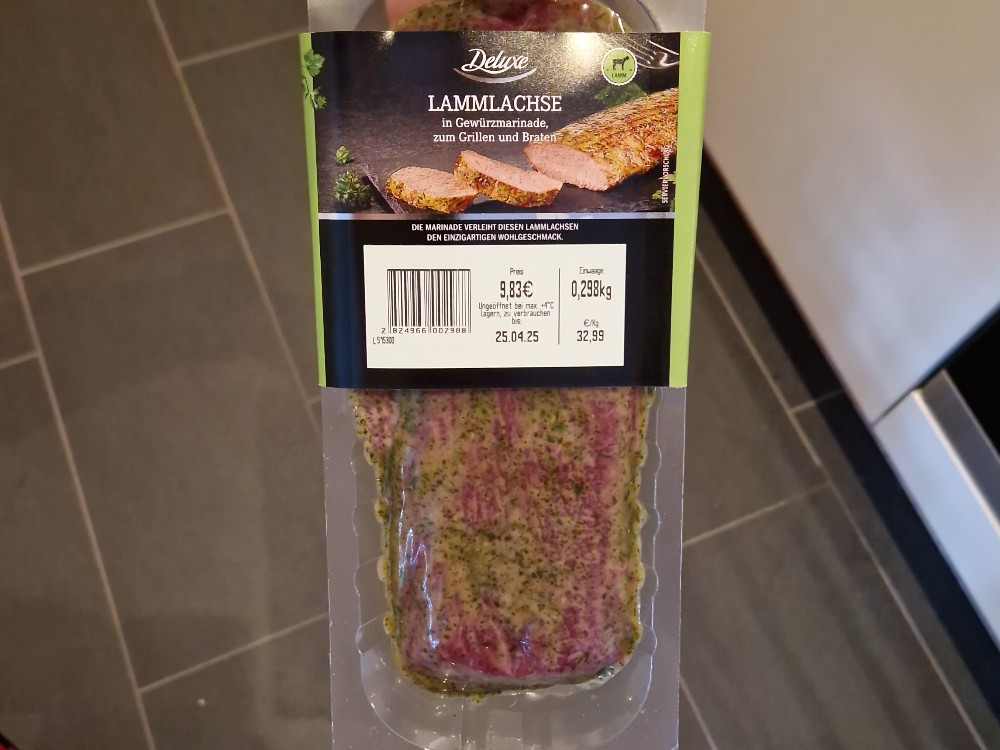 Deluxe
LAMM
LAMMLACHSE
in Gewürzmarinade,
zum Grillen und Braten
SERVIERVORSCHLAG
DIE MARINADE VERLEIHT DIESEN LAMMLACHSEN
DEN EINZIGARTIGEN WOHLGESCHMACK.
Preis
9,83€
Einwaage
0,298kg
Ungeöffnet bei max. +4°C
lagern, zu verbrauchen
bis:
25.04.25
€/Kg
32,99
2 824966 002988